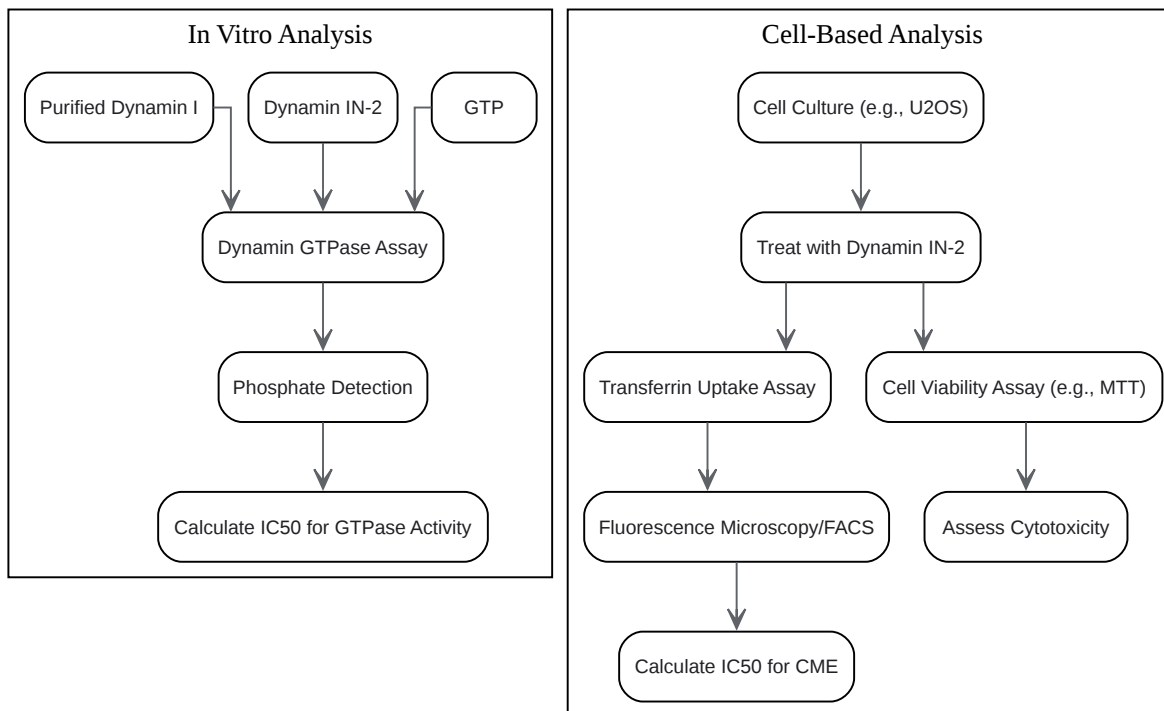 In Vitro Analysis
Purified Dynamin I
Dynamin IN-2
GTP
Dynamin GTPase Assay
Phosphate Detection
Calculate IC50 for GTPase Activity
Cell-Based Analysis
Cell Culture (e.g., U2OS)
Treat with Dynamin IN-2
Transferrin Uptake Assay
Cell Viability Assay (e.g., MTT)
Fluorescence Microscopy/FACS
Assess Cytotoxicity
Calculate IC50 for CME